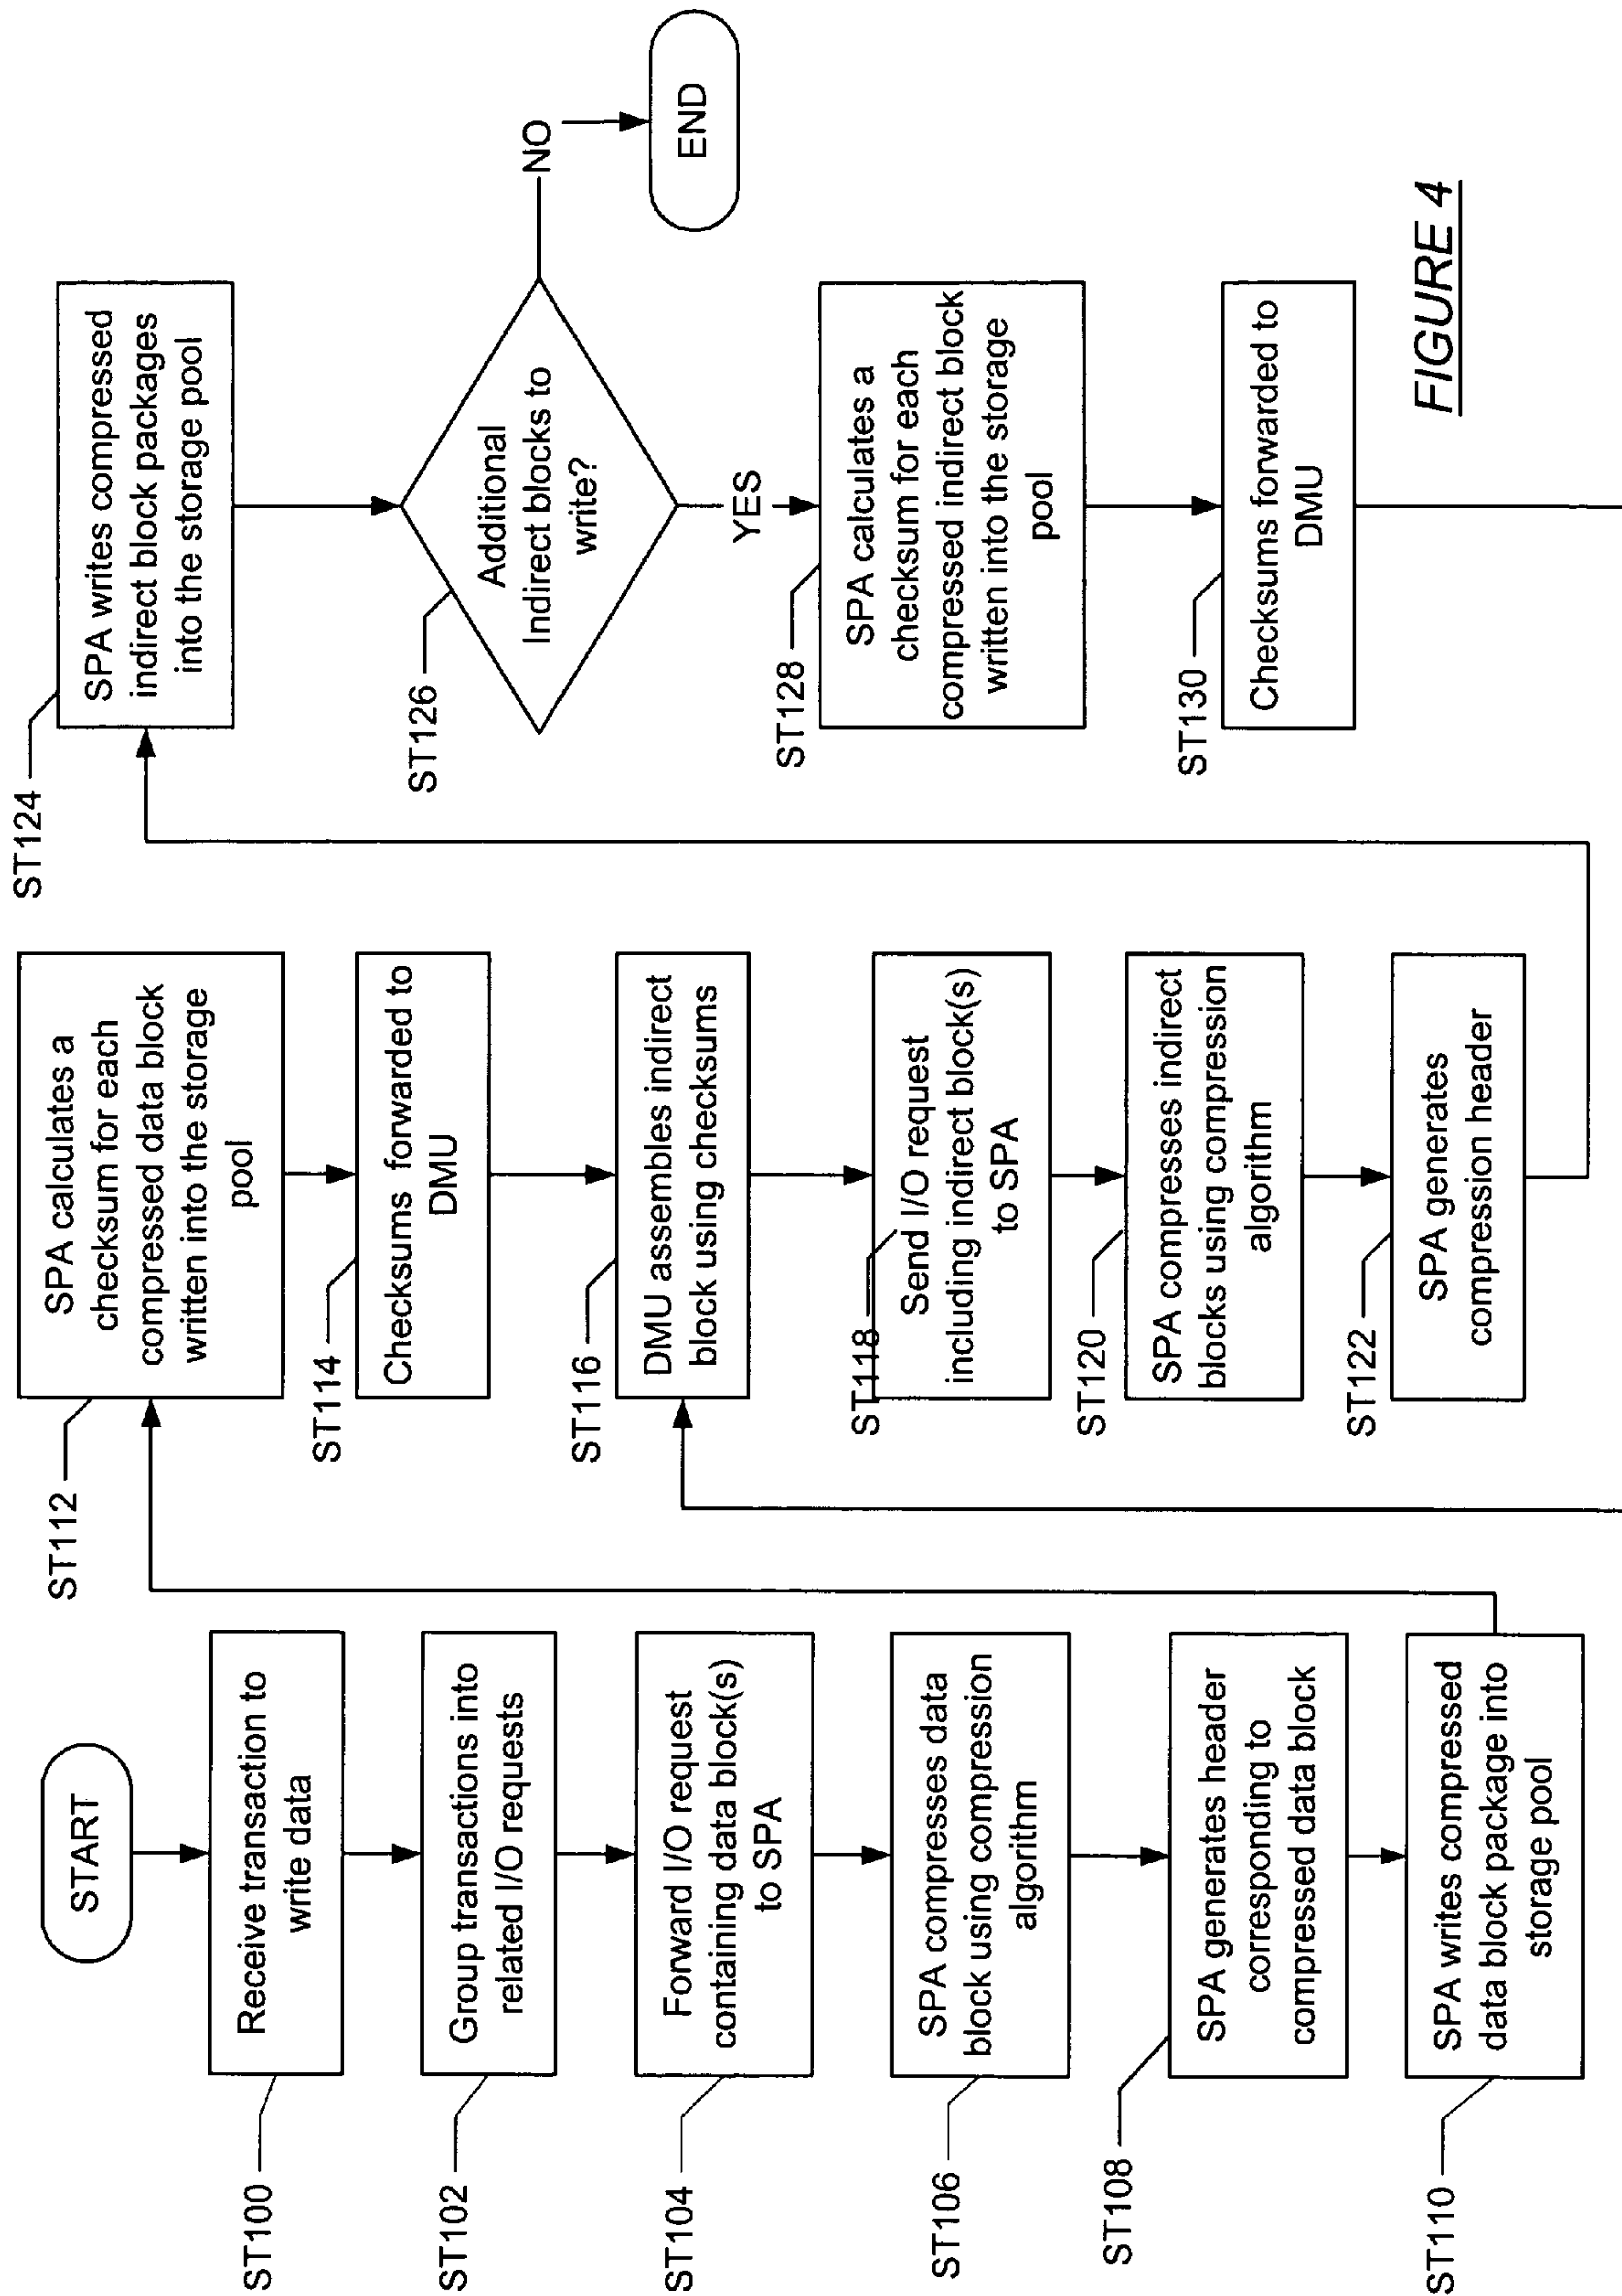 START
ST100
Receive transaction to
write data
ST102
Group transactions into
related I/O requests
ST104
Forward I/O request
containing data block(s)
to SPA
ST106
SPA compresses data
block using compression
algorithm
ST108
SPA generates header
corresponding to
compressed data block
ST110
SPA writes compressed
data block package into
storage pool
ST112
SPA calculates a
checksum for each
compressed data block
written into the storage
pool
ST114
Checksums forwarded to
DMU
ST116
DMU assembles indirect
block using checksums
ST118
Send I/O request
including indirect block(s)
to SPA
ST120
SPA compresses indirect
blocks using compression
algorithm
ST122
SPA generates
compression header
ST124
SPA writes compressed
indirect block packages
into the storage pool
ST126
Additional
Indirect blocks to
write?
NO
END
YES
ST128
SPA calculates a
checksum for each
compressed indirect block
written into the storage
pool
ST130
Checksums forwarded to
DMU
FIGURE 4